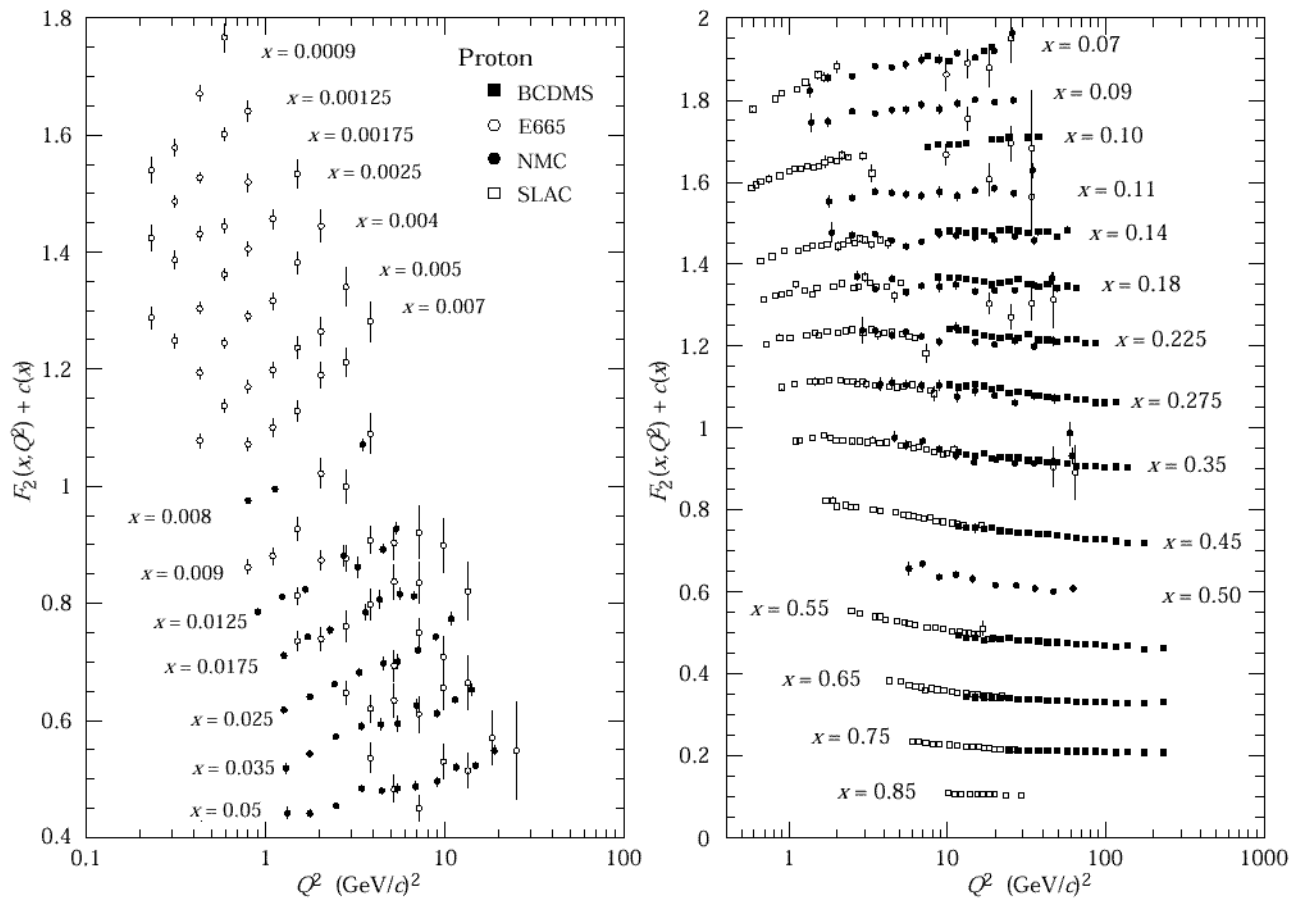 1.8
1.6
1.4
1.2
1
0.8
0.6
0.4
F2(x,Q2) + c(x)
0.1
1
10
100
Q2 (GeV/c)2
x = 0.0009
x = 0.00125
x = 0.00175
x = 0.0025
x = 0.004
x = 0.005
x = 0.007
x = 0.008
x = 0.009
x = 0.0125
x = 0.0175
x = 0.025
x = 0.035
x = 0.05
Proton
BCDMS
E665
NMC
SLAC
2
1.8
1.6
1.4
1.2
1
0.8
0.6
0.4
0.2
0
F2(x,Q2) + c(x)
1
10
100
1000
Q2 (GeV/c)2
x = 0.07
x = 0.09
x = 0.10
x = 0.11
x = 0.14
x = 0.18
x = 0.225
x = 0.275
x = 0.35
x = 0.45
x = 0.50
x = 0.55
x = 0.65
x = 0.75
x = 0.85